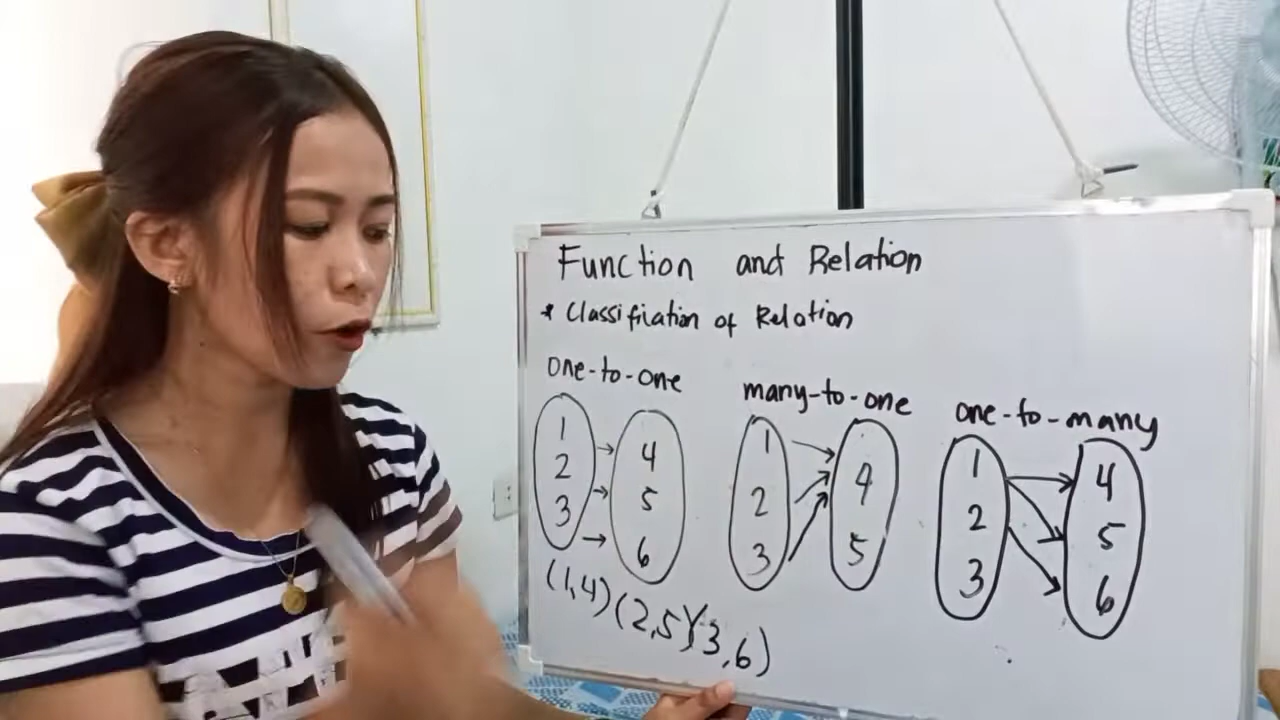 Function and Relation
* Classification of Relation
one-to-one many-to-one one-to-many
1 4 1 4 1 4
2 5 2 5 2 5
3 6 3 3 6
(1,4) (2,5)(3,6)